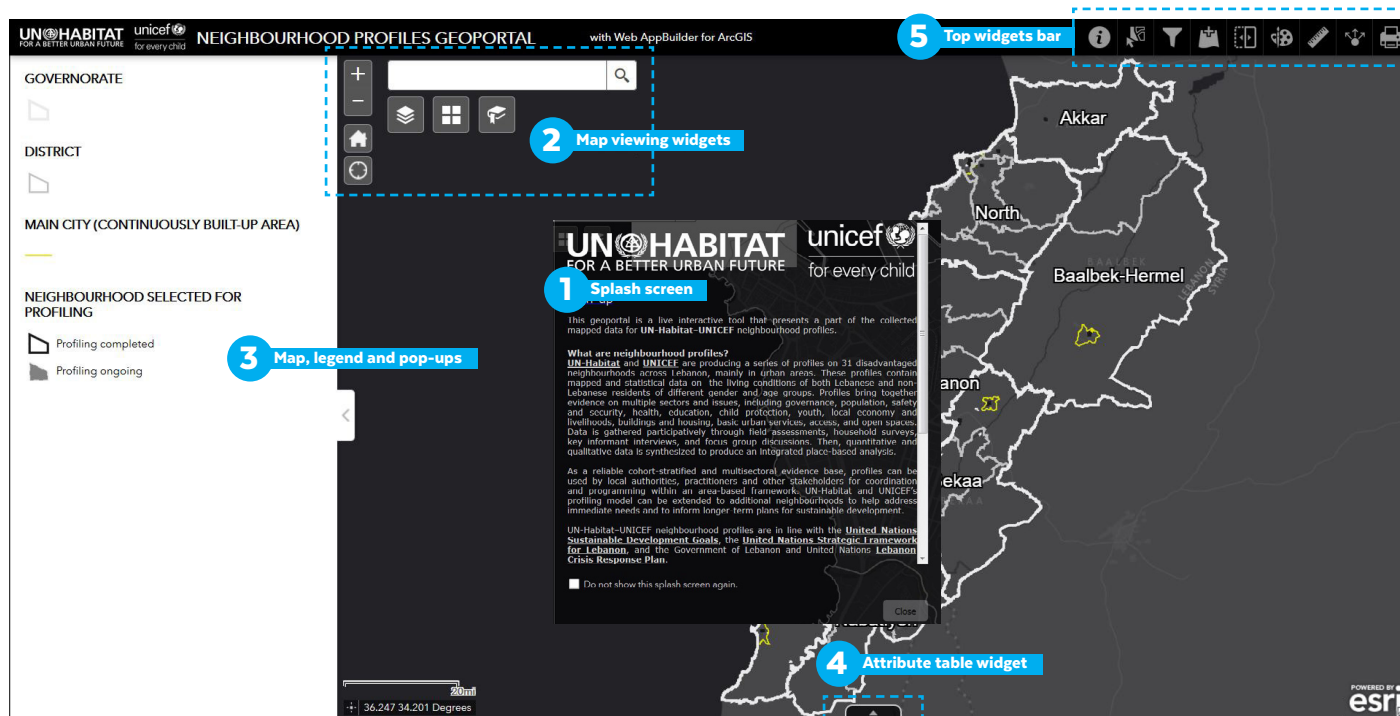 UN HABITAT
FOR A BETTER URBAN FUTURE
unicef
for every child
NEIGHBOURHOOD PROFILES GEOPORTAL
with Web AppBuilder for ArcGIS
5 Top widgets bar
GOVERNORATE
DISTRICT
MAIN CITY (CONTINUOUSLY BUILT-UP AREA)
NEIGHBOURHOOD SELECTED FOR
PROFILING
Profiling completed
Profiling ongoing
3 Map, legend and pop-ups
2 Map viewing widgets
Akkar
North
BAALBEK
Baalbek-Hermel
LEBANON
SYRIA
anon
ekaa
UN HABITAT
FOR A BETTER URBAN FUTURE
unicef
for every child
1 Splash screen
This geoportal is a live interactive tool that presents a part of the collected
mapped data for UN-Habitat–UNICEF neighbourhood profiles.
What are neighbourhood profiles?
UN-Habitat and UNICEF are producing a series of profiles on 31 disadvantaged
neighbourhoods across Lebanon, mainly in urban areas. These profiles contain
mapped and statistical data on the living conditions of both Lebanese and non-
Lebanese residents of different gender and age groups. Profiles bring together
evidence on multiple sectors and issues, including governance, population, safety
and security, health, education, child protection, youth, local economy and
livelihoods, buildings and housing, basic urban services, access, and open spaces.
Data is gathered participatively through field assessments, household surveys,
key informant interviews, and focus group discussions. Then, quantitative and
qualitative data is synthesized to produce an integrated place-based analysis.
As a reliable cohort-stratified and multisectoral evidence base, profiles can be
used by local authorities, practitioners and other stakeholders for coordination
and programming within an area-based framework. UN-Habitat and UNICEF's
profiling model can be extended to additional neighbourhoods to help address
immediate needs and to inform longer-term plans for sustainable development.
UN-Habitat–UNICEF neighbourhood profiles are in line with the United Nations
Sustainable Development Goals, the United Nations Strategic Framework
for Lebanon, and the Government of Lebanon and United Nations Lebanon
Crisis Response Plan.
Do not show this splash screen again.
Close
4 Attribute table widget
20mi
36.247 34.201 Degrees
POWERED BY
esri